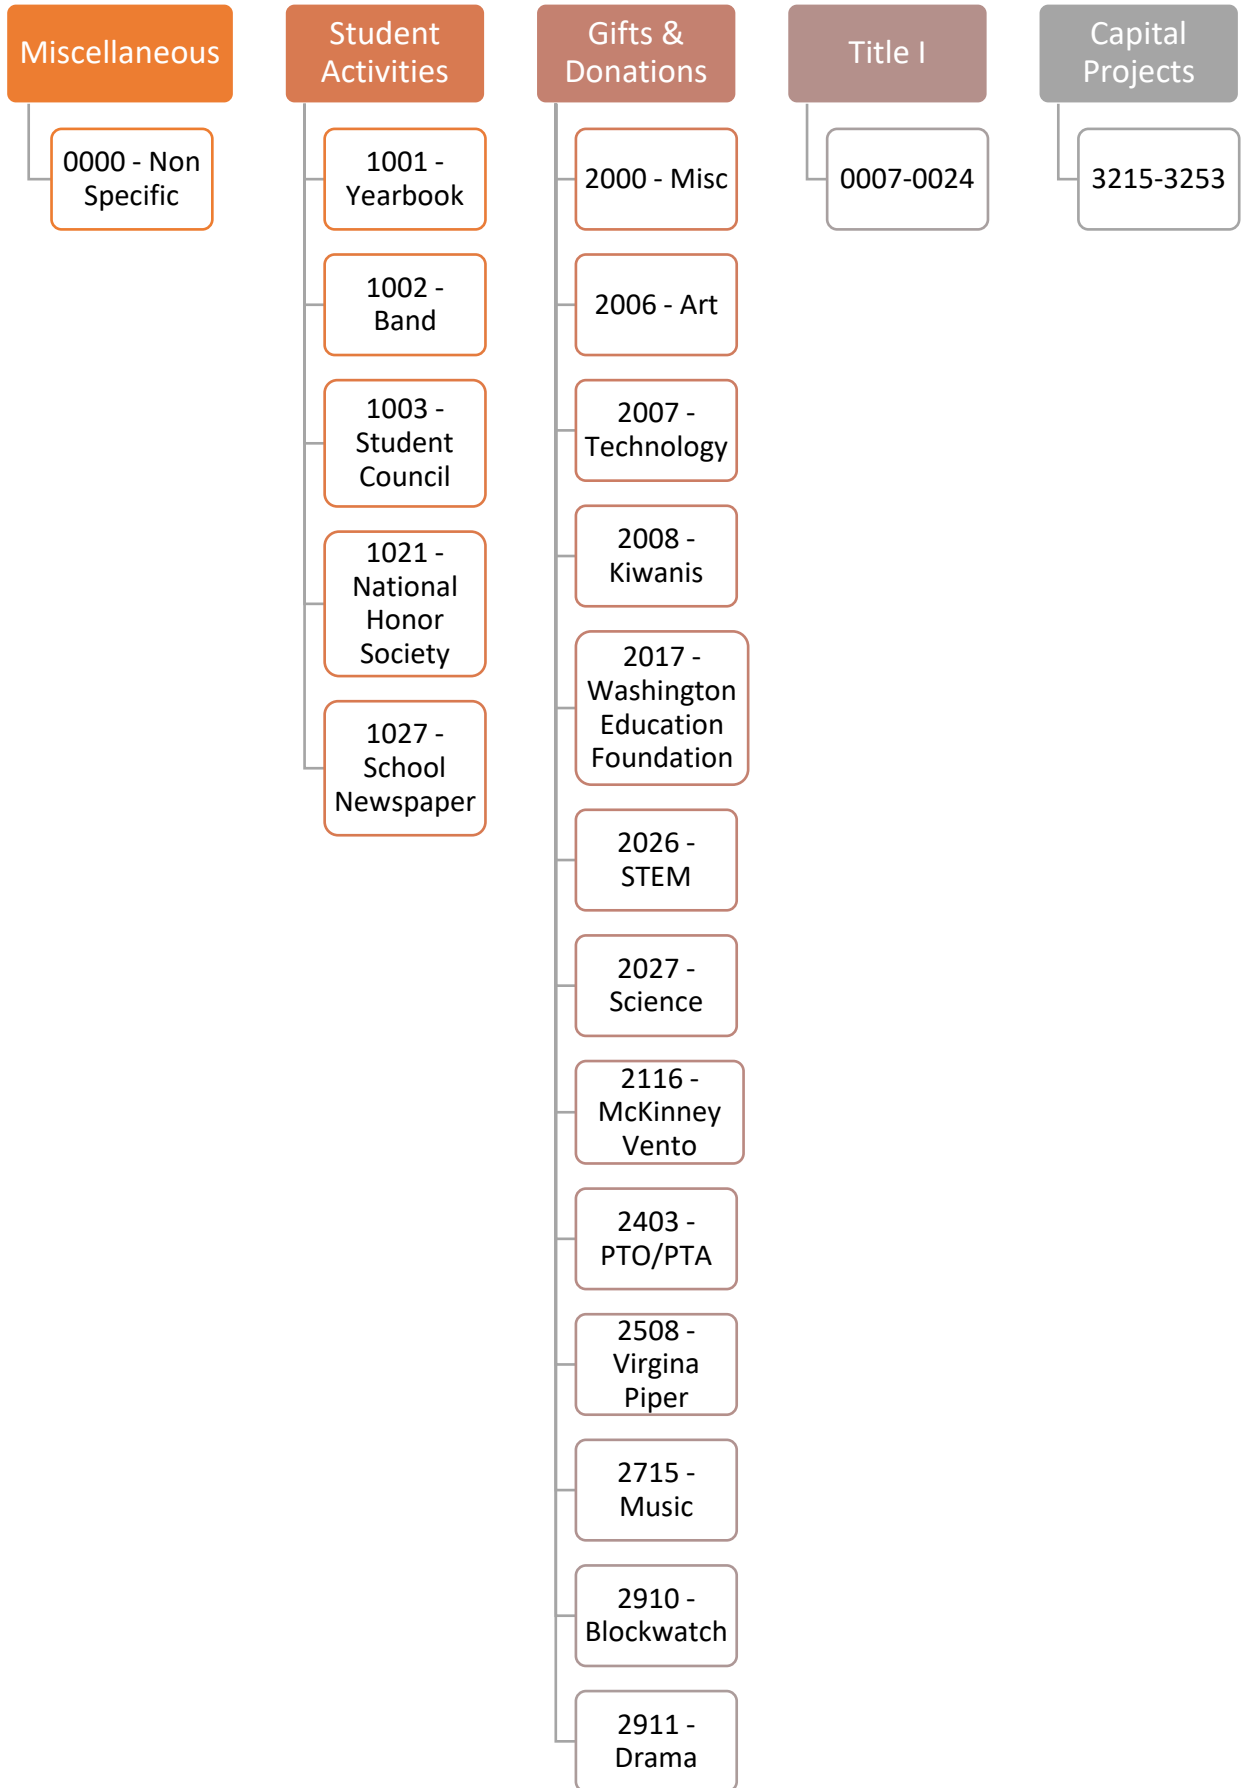 Miscellaneous
0000 - Non
Specific
Student
Activities
1001 -
Yearbook
1002 -
Band
1003 -
Student
Council
1021 -
National
Honor
Society
1027 -
School
Newspaper
Gifts &
Donations
2000 - Misc
2006 - Art
2007 -
Technology
2008 -
Kiwanis
2017 -
Washington
Education
Foundation
2026 -
STEM
2027 -
Science
2116 -
McKinney
Vento
2403 -
PTO/PTA
2508 -
Virgina
Piper
2715 -
Music
2910 -
Blockwatch
2911 -
Drama
Title I
0007-0024
Capital
Projects
3215-3253